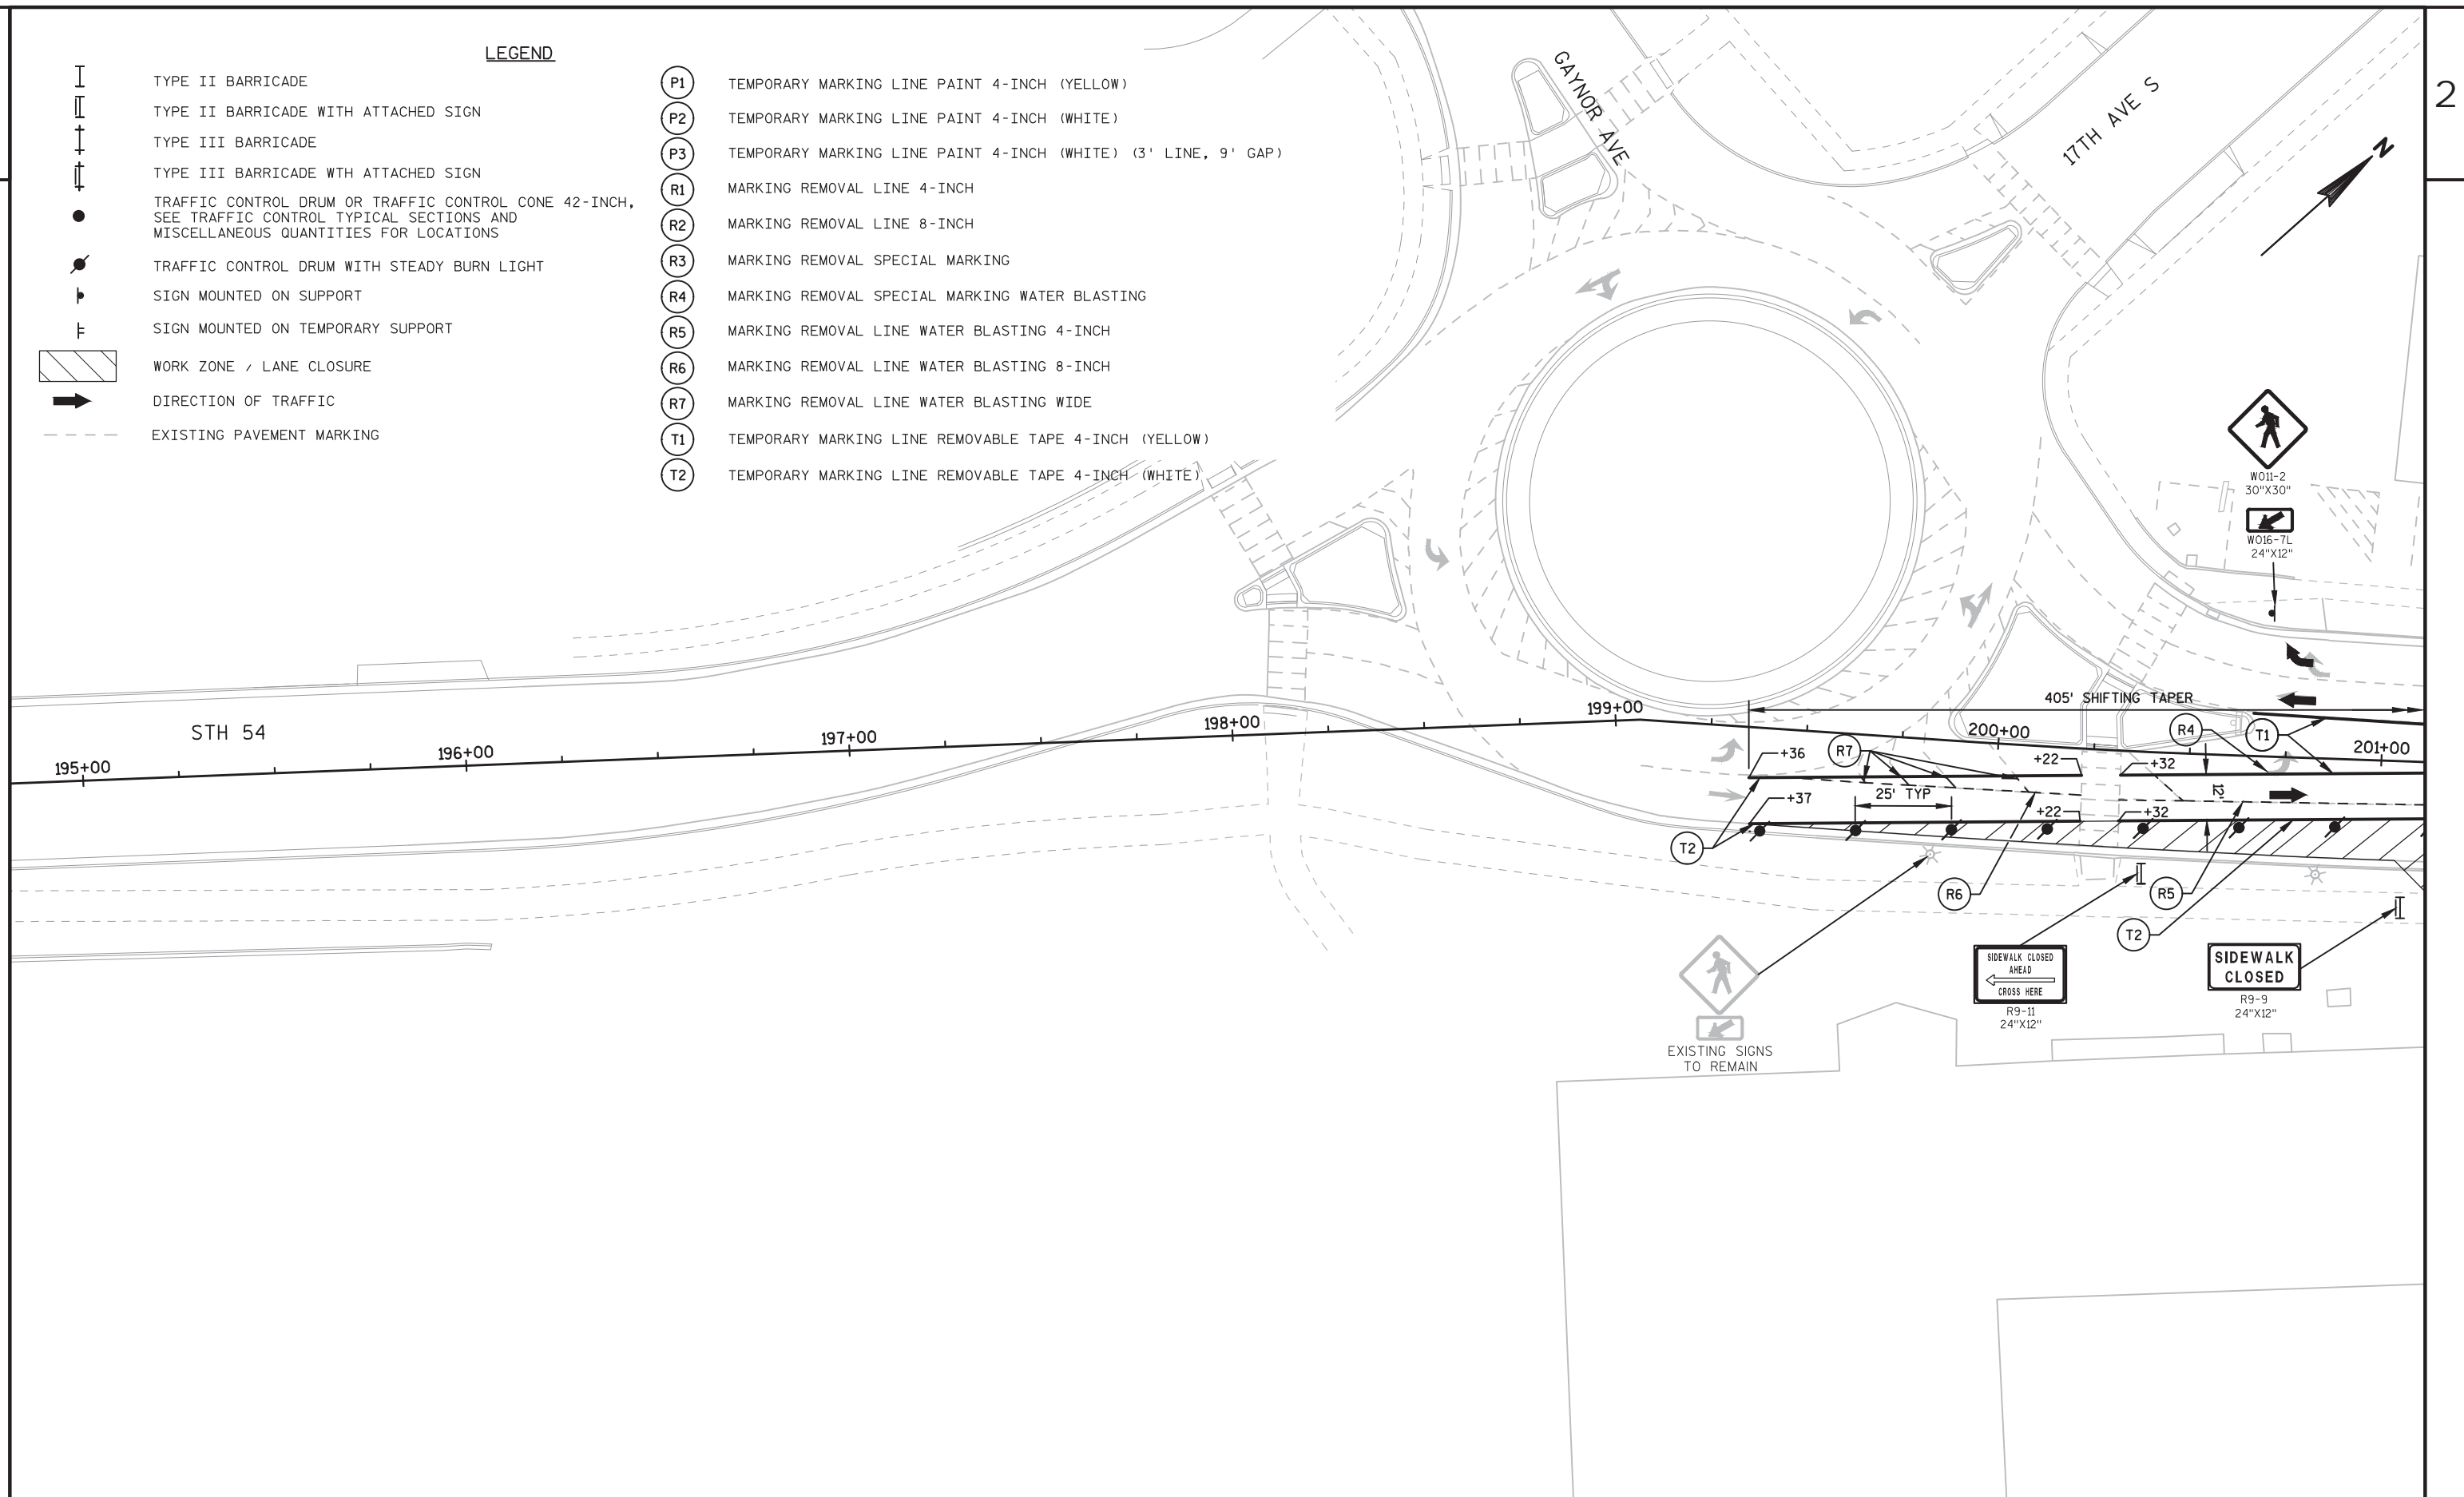 LEGEND
TYPE II BARRICADE
TYPE II BARRICADE WITH ATTACHED SIGN
TYPE III BARRICADE
TYPE III BARRICADE WTH ATTACHED SIGN
TRAFFIC CONTROL DRUM OR TRAFFIC CONTROL CONE 42-INCH,
SEE TRAFFIC CONTROL TYPICAL SECTIONS AND
MISCELLANEOUS QUANTITIES FOR LOCATIONS
TRAFFIC CONTROL DRUM WITH STEADY BURN LIGHT
SIGN MOUNTED ON SUPPORT
SIGN MOUNTED ON TEMPORARY SUPPORT
WORK ZONE / LANE CLOSURE
DIRECTION OF TRAFFIC
EXISTING PAVEMENT MARKING
P1 TEMPORARY MARKING LINE PAINT 4-INCH (YELLOW)
P2 TEMPORARY MARKING LINE PAINT 4-INCH (WHITE)
P3 TEMPORARY MARKING LINE PAINT 4-INCH (WHITE) (3' LINE, 9' GAP)
R1 MARKING REMOVAL LINE 4-INCH
R2 MARKING REMOVAL LINE 8-INCH
R3 MARKING REMOVAL SPECIAL MARKING
R4 MARKING REMOVAL SPECIAL MARKING WATER BLASTING
R5 MARKING REMOVAL LINE WATER BLASTING 4-INCH
R6 MARKING REMOVAL LINE WATER BLASTING 8-INCH
R7 MARKING REMOVAL LINE WATER BLASTING WIDE
T1 TEMPORARY MARKING LINE REMOVABLE TAPE 4-INCH (YELLOW)
T2 TEMPORARY MARKING LINE REMOVABLE TAPE 4-INCH (WHITE)
GAYNOR AVE
17TH AVE S
N
2
WO11-2
30"X30"
WO16-7L
24"X12"
405' SHIFTING TAPER
STH 54
195+00
196+00
197+00
198+00
199+00
200+00
201+00
R4
T1
+36
R7
+22
+32
+37
25' TYP
12'
+22
+32
T2
R6
R5
T2
SIDEWALK CLOSED
AHEAD
CROSS HERE
R9-11
24"X12"
SIDEWALK
CLOSED
R9-9
24"X12"
EXISTING SIGNS
TO REMAIN